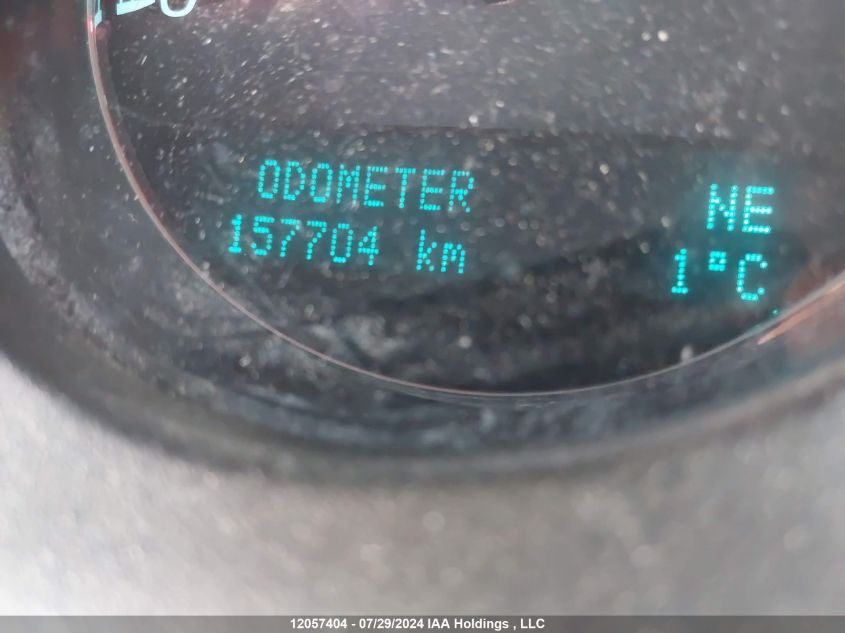 ODOMETER NE
157704 km 1°C
12057404 - 07/29/2024 IAA Holdings , LLC